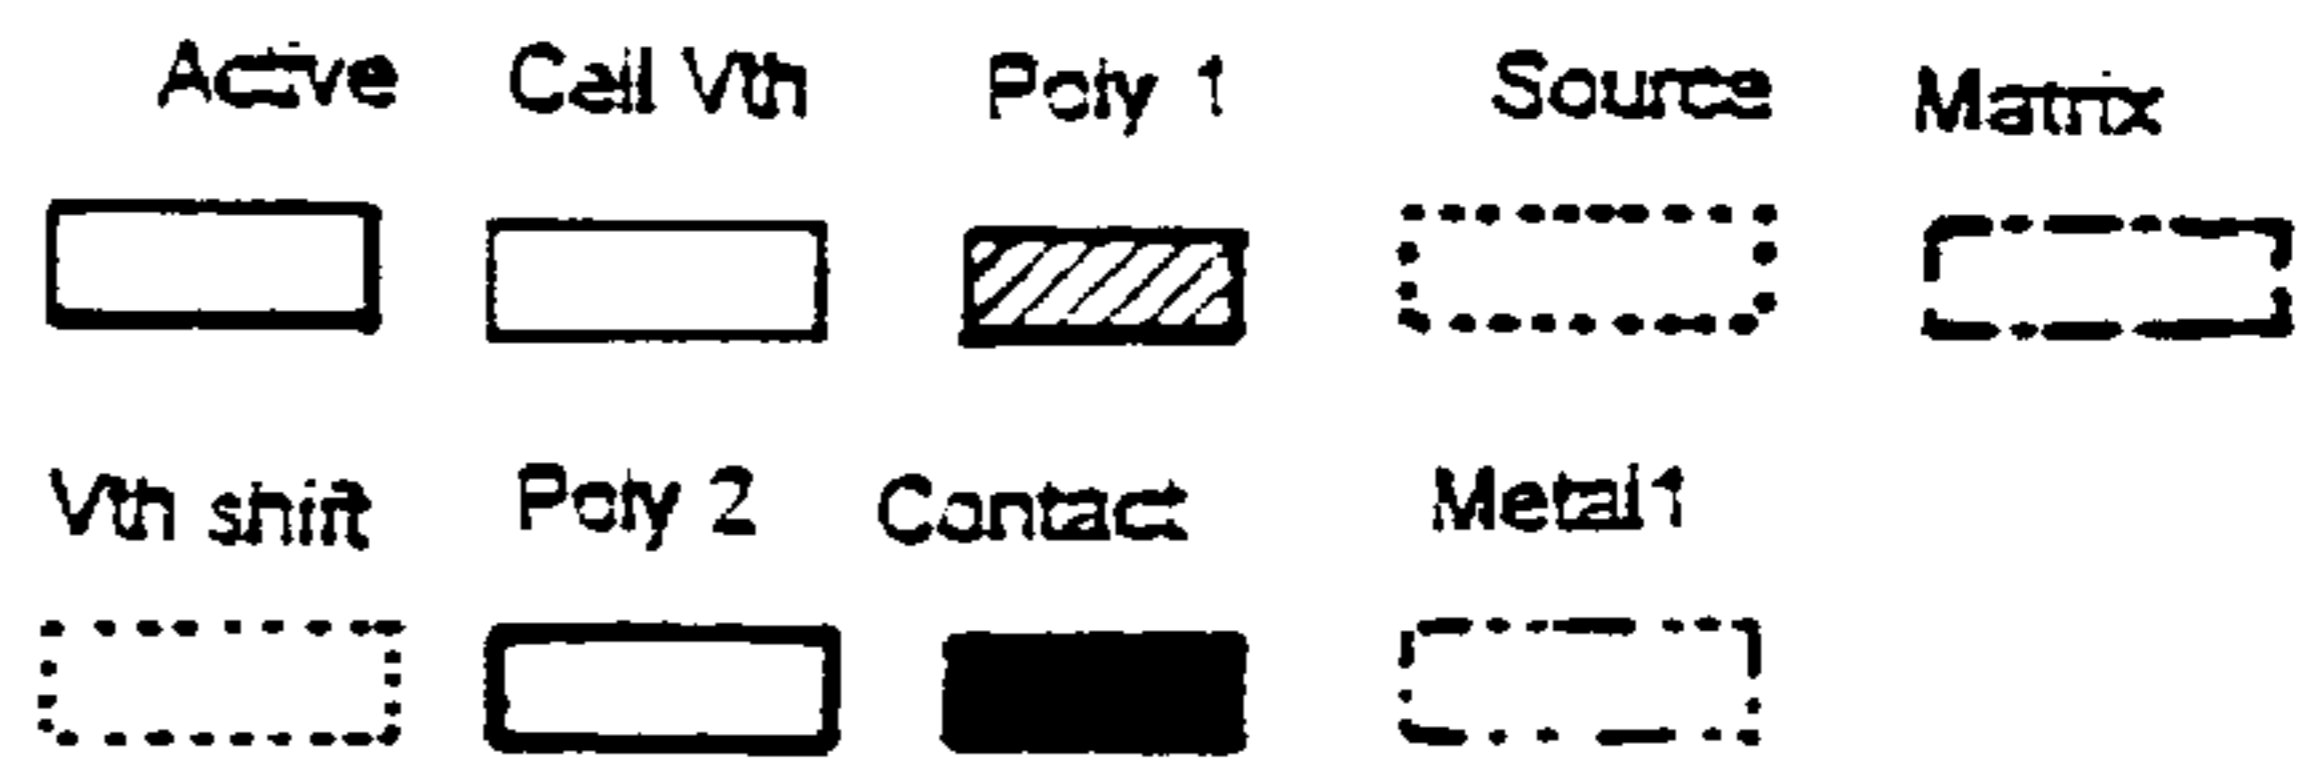 Active Cell Vth Poly 1 Source Matrix
Vth shift Poly 2 Contact Metal1